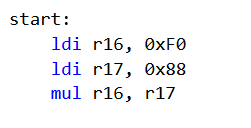 start:
    ldi r16, 0xF0
    ldi r17, 0x88
    mul r16, r17